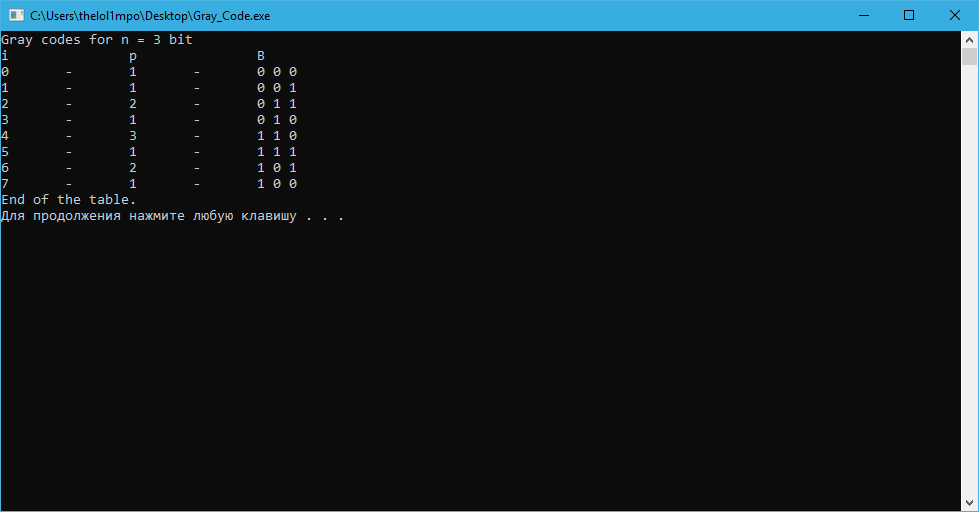 C:\Users\thelol1mpo\Desktop\Gray_Code.exe
Gray codes for n = 3 bit
i p B
0 - 1 - 0 0 0
1 - 1 - 0 0 1
2 - 2 - 0 1 1
3 - 1 - 0 1 0
4 - 3 - 1 1 0
5 - 1 - 1 1 1
6 - 2 - 1 0 1
7 - 1 - 1 0 0
End of the table.
Для продолжения нажмите любую клавишу . . .